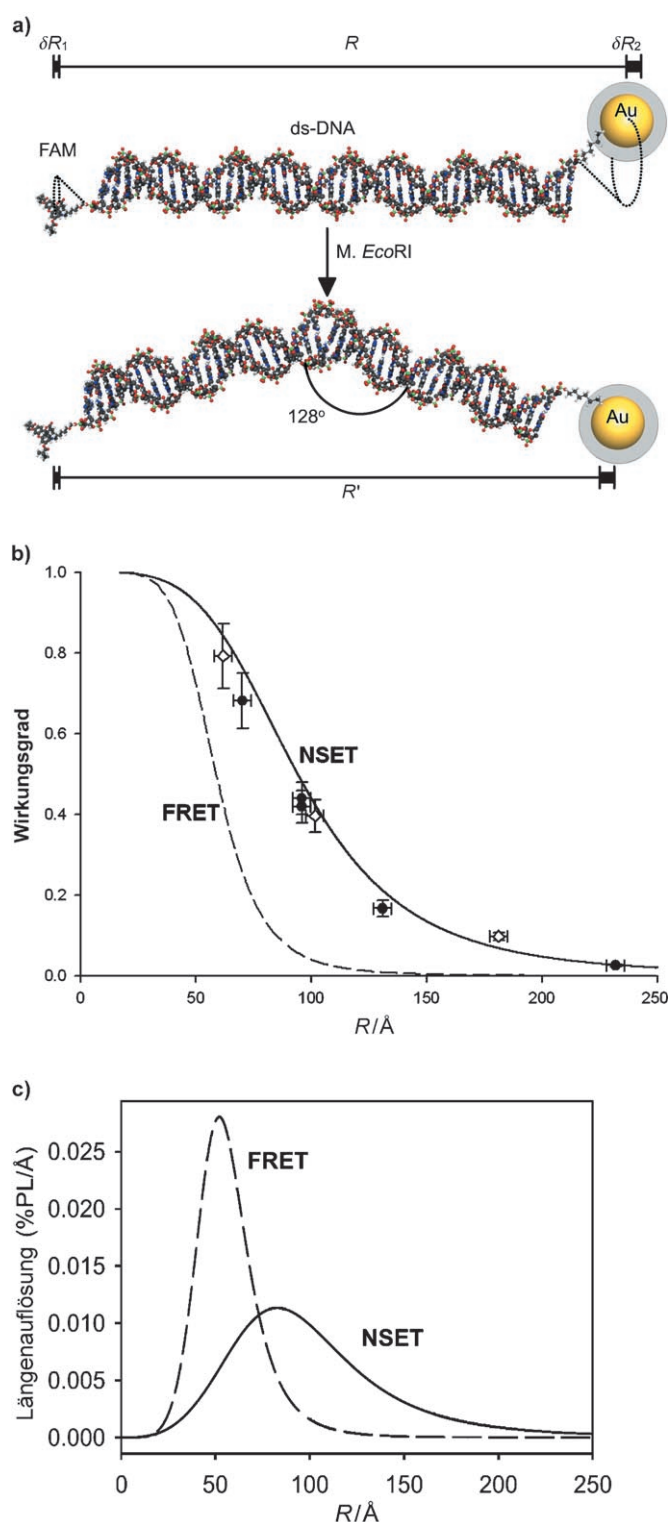 a)
δR₁ R δR₂
Au
ds-DNA
FAM
M. EcoRI
128°
Au
R'
b)
1.0
0.8
0.6
0.4
0.2
0.0
Wirkungsgrad
NSET
FRET
0 50 100 150 200 250
R/Å
c)
0.025
0.020
0.015
0.010
0.005
0.000
Längenauflösung (%PL/Å)
FRET
NSET
0 50 100 150 200 250
R/Å